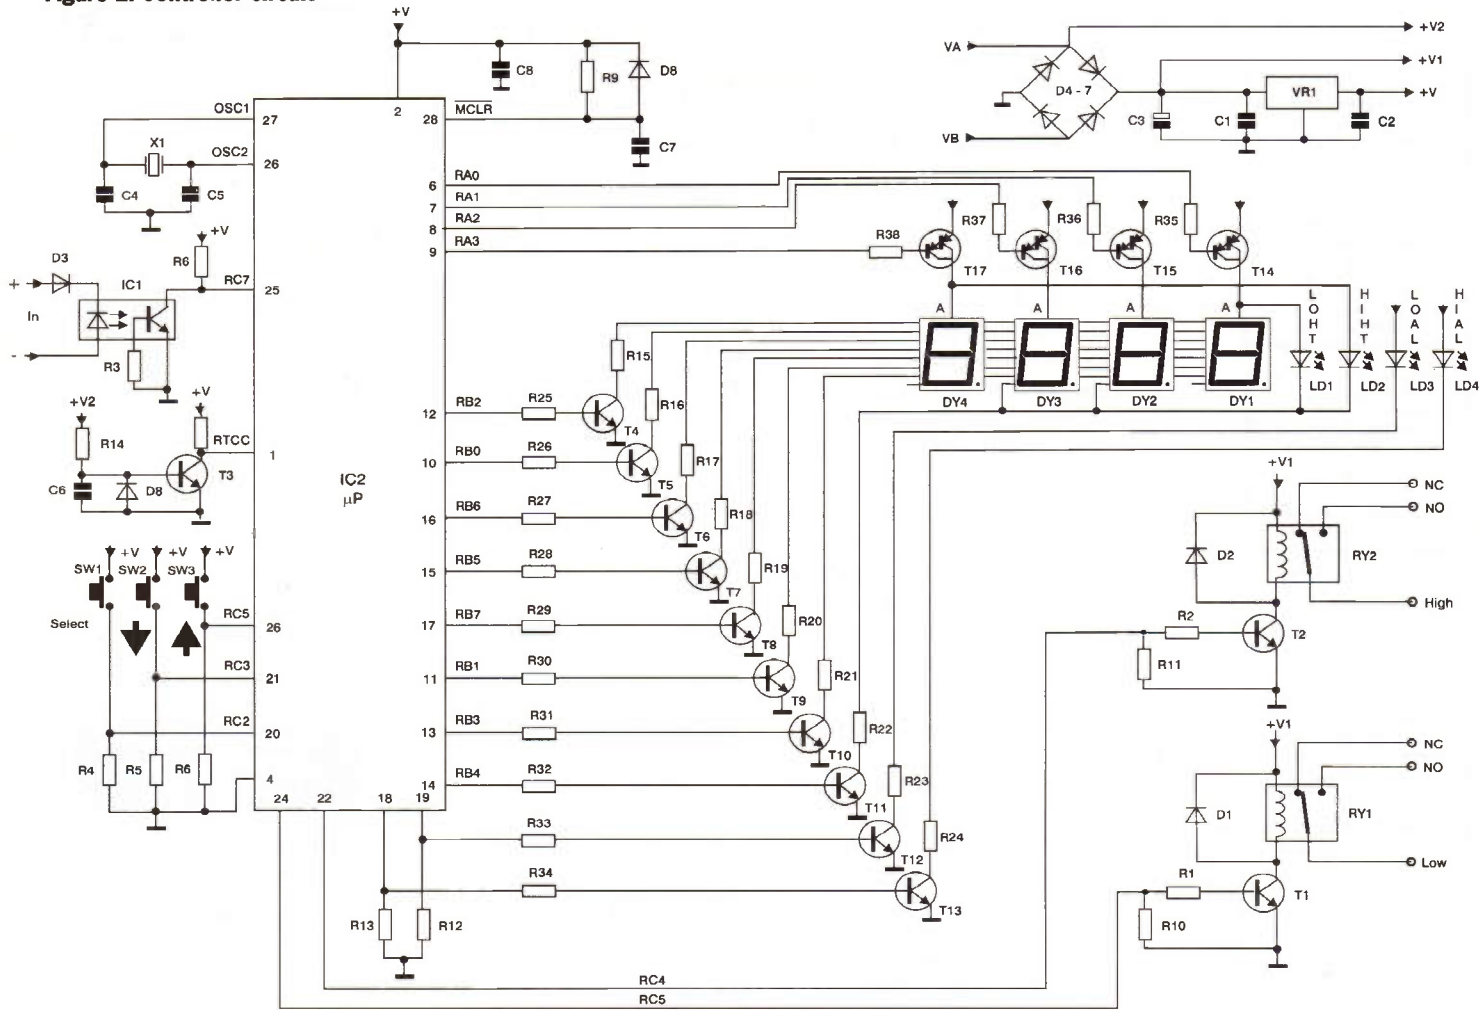 Figure 2. Controller circuit
+V
C8
R9
D8
2
MCLR
28
C7
OSC1
27
X1
OSC2
26
C4
C5
+V
R6
RC7
25
D3
+
In
-
IC1
R3
+V2
R14
+V
RTCC
1
C6
D8
T3
IC2
µP
+V
+V
+V
SW1
SW2
SW3
Select
RC5
26
RC3
21
RC2
20
R4
R5
R6
4
24
22
18
19
RA0
6
RA1
7
RA2
8
RA3
9
R38
R37
R36
R35
T17
T16
T15
T14
A
A
A
A
DY4
DY3
DY2
DY1
LOHT
HIHT
LOAL
HIAL
LD1
LD2
LD3
LD4
VA
VB
D4 - 7
+V2
+V1
+V
VR1
C3
C1
C2
RB2
12
R25
R15
T4
RB0
10
R26
R16
T5
RB6
16
R27
R17
T6
RB5
15
R28
R18
T7
RB7
17
R29
R19
T8
RB1
11
R30
R20
T9
RB3
13
R31
R21
T10
RB4
14
R32
R22
T11
R33
R23
T12
R34
R24
T13
R13
R12
RC4
RC5
+V1
NC
NO
D2
RY2
High
R2
T2
R11
+V1
NC
NO
D1
RY1
Low
R1
T1
R10